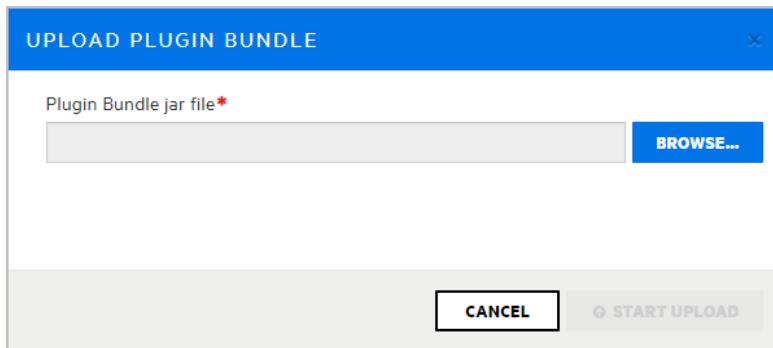 UPLOAD PLUGIN BUNDLE ×
Plugin Bundle jar file*
BROWSE...
CANCEL START UPLOAD